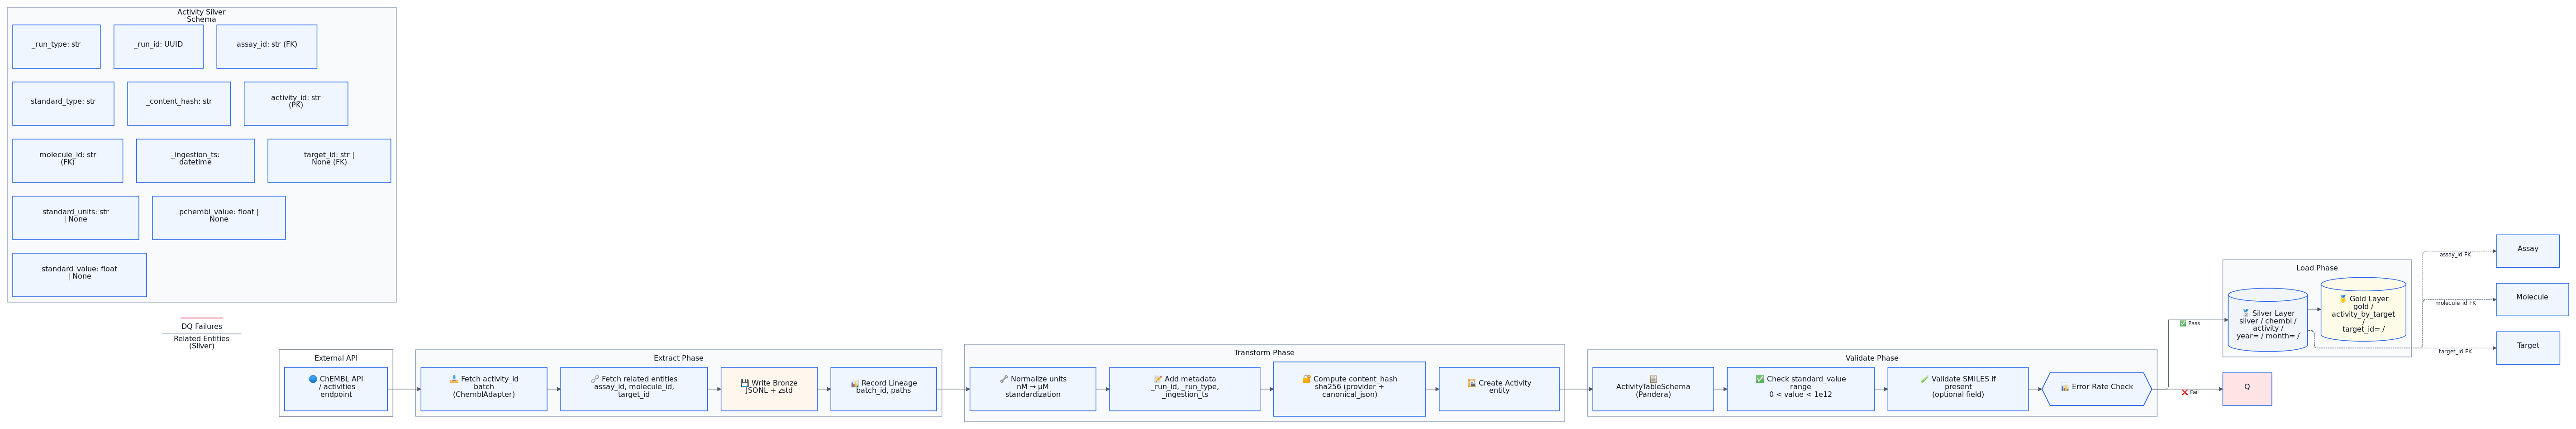 Activity Silver
Schema
_run_type: str
_run_id: UUID
assay_id: str (FK)
standard_type: str
_content_hash: str
activity_id: str
(PK)
molecule_id: str
(FK)
_ingestion_ts:
datetime
target_id: str |
None (FK)
standard_units: str
| None
pchembl_value: float |
None
standard_value: float
| None
DQ Failures
Related Entities
(Silver)
External API
🔵 ChEMBL API
/ activities
endpoint
Extract Phase
📥 Fetch activity_id
batch
(ChemblAdapter)
🔗 Fetch related entities
assay_id, molecule_id,
target_id
💾 Write Bronze
JSONL + zstd
📊 Record Lineage
batch_id, paths
Transform Phase
🔧 Normalize units
nM → μM
standardization
📝 Add metadata
_run_id, _run_type,
_ingestion_ts
🔐 Compute content_hash
sha256 (provider +
canonical_json)
🏗️ Create Activity
entity
Validate Phase
📋
ActivityTableSchema
(Pandera)
✅ Check standard_value
range
0 < value < 1e12
🧪 Validate SMILES if
present
(optional field)
📊 Error Rate Check
✅ Pass
❌ Fail
Load Phase
🥈 Silver Layer
silver / chembl /
activity /
year= / month= /
🥇 Gold Layer
gold /
activity_by_target
/
target_id= /
assay_id FK
molecule_id FK
target_id FK
Assay
Molecule
Target
Q